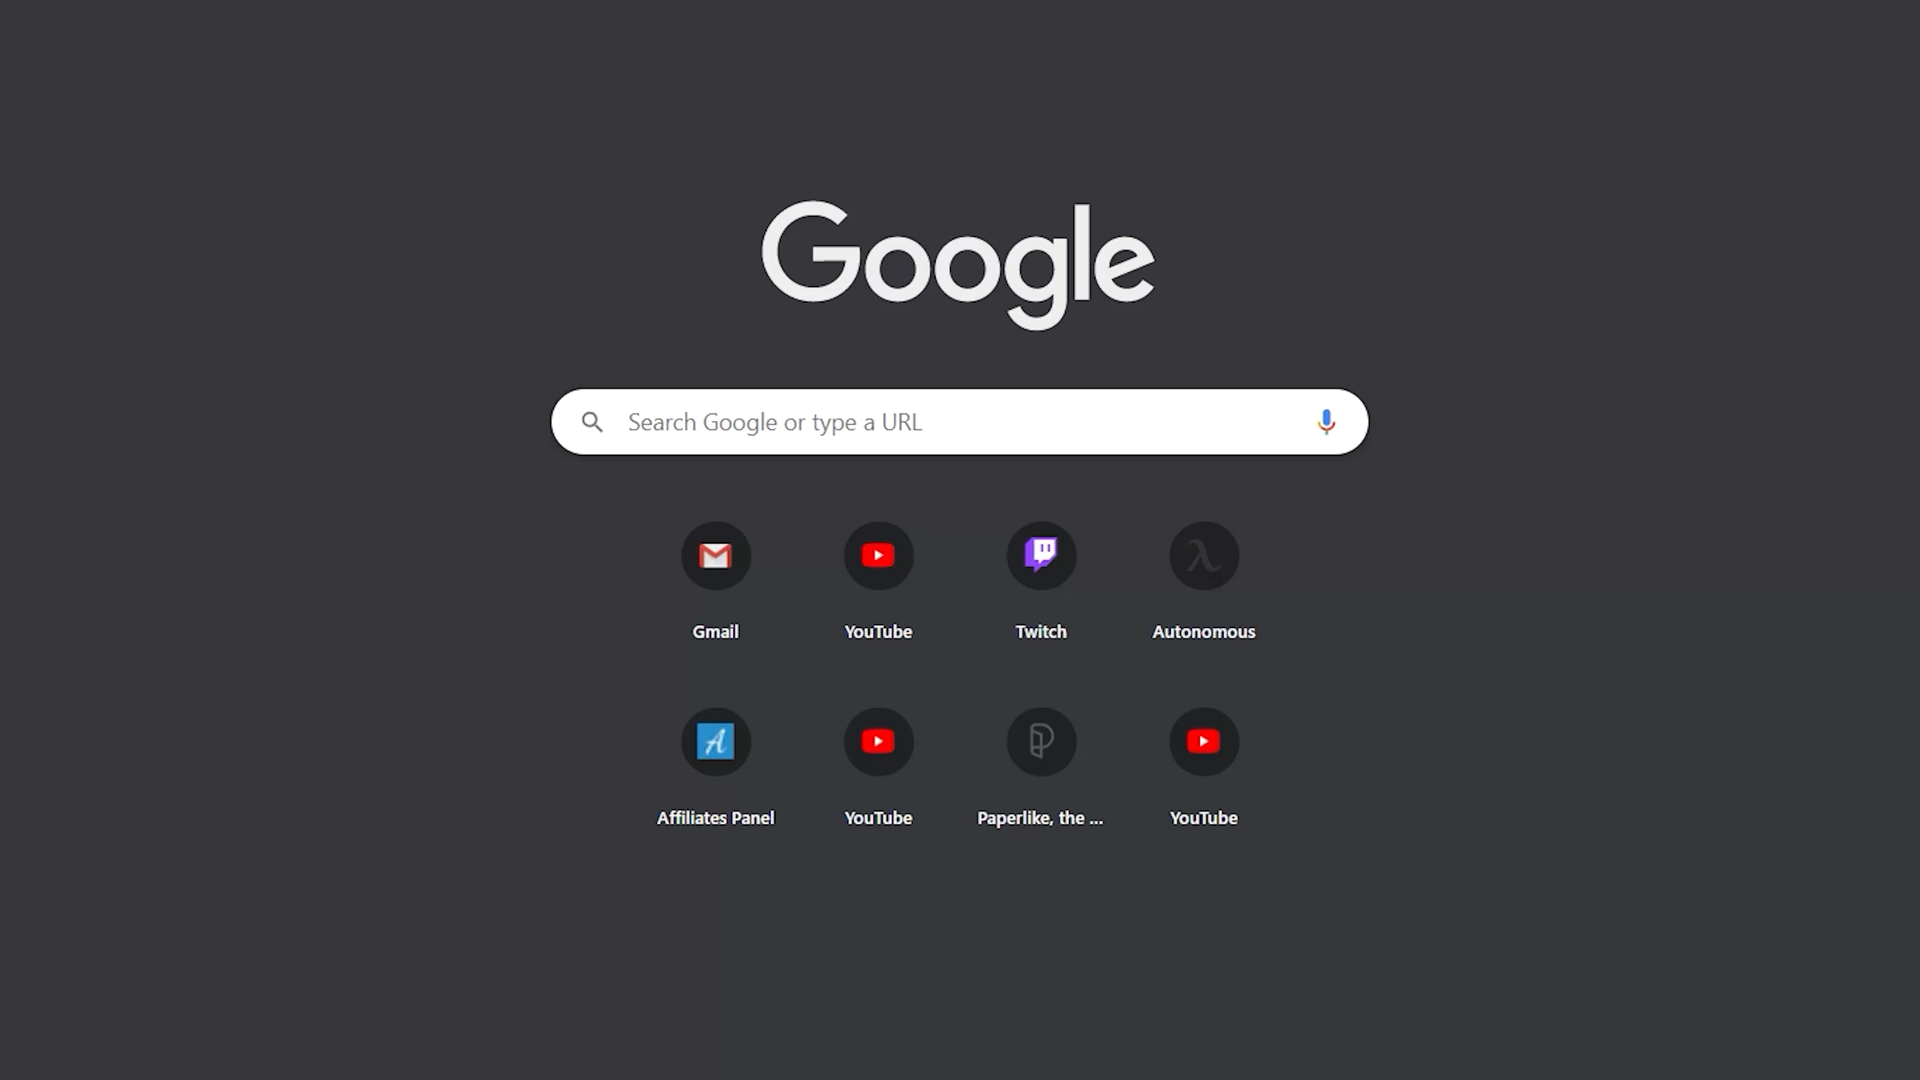 Google
Search Google or type a URL
Gmail
YouTube
Twitch
Autonomous
Affiliates Panel
YouTube
Paperlike, the ...
YouTube